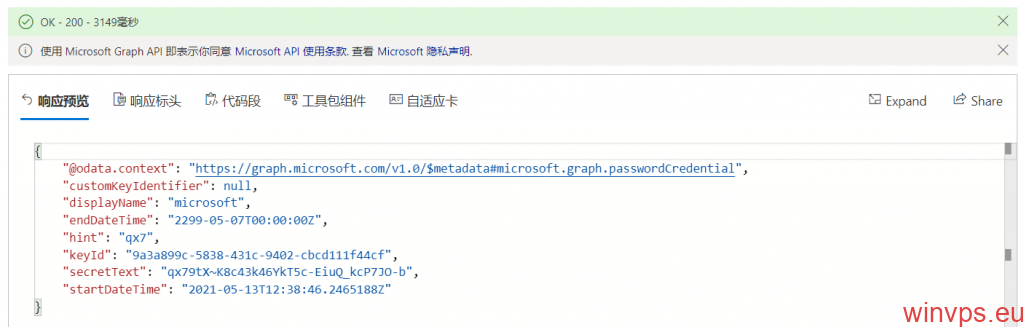 OK - 200 - 3149毫秒
使用 Microsoft Graph API 即表示你同意 Microsoft API 使用条款. 查看 Microsoft 隐私声明.
响应预览 响应标头 代码段 工具包组件 自适应卡 Expand Share
{
"@odata.context": "https://graph.microsoft.com/v1.0/$metadata#microsoft.graph.passwordCredential",
"customKeyIdentifier": null,
"displayName": "microsoft",
"endDateTime": "2299-05-07T00:00:00Z",
"hint": "qx7",
"keyId": "9a3a899c-5838-431c-9402-cbcd111f44cf",
"secretText": "qx79tX~K8c43k46YkT5c-EiuQ_kcP7JO-b",
"startDateTime": "2021-05-13T12:38:46.2465188Z"
}
winvps.eu